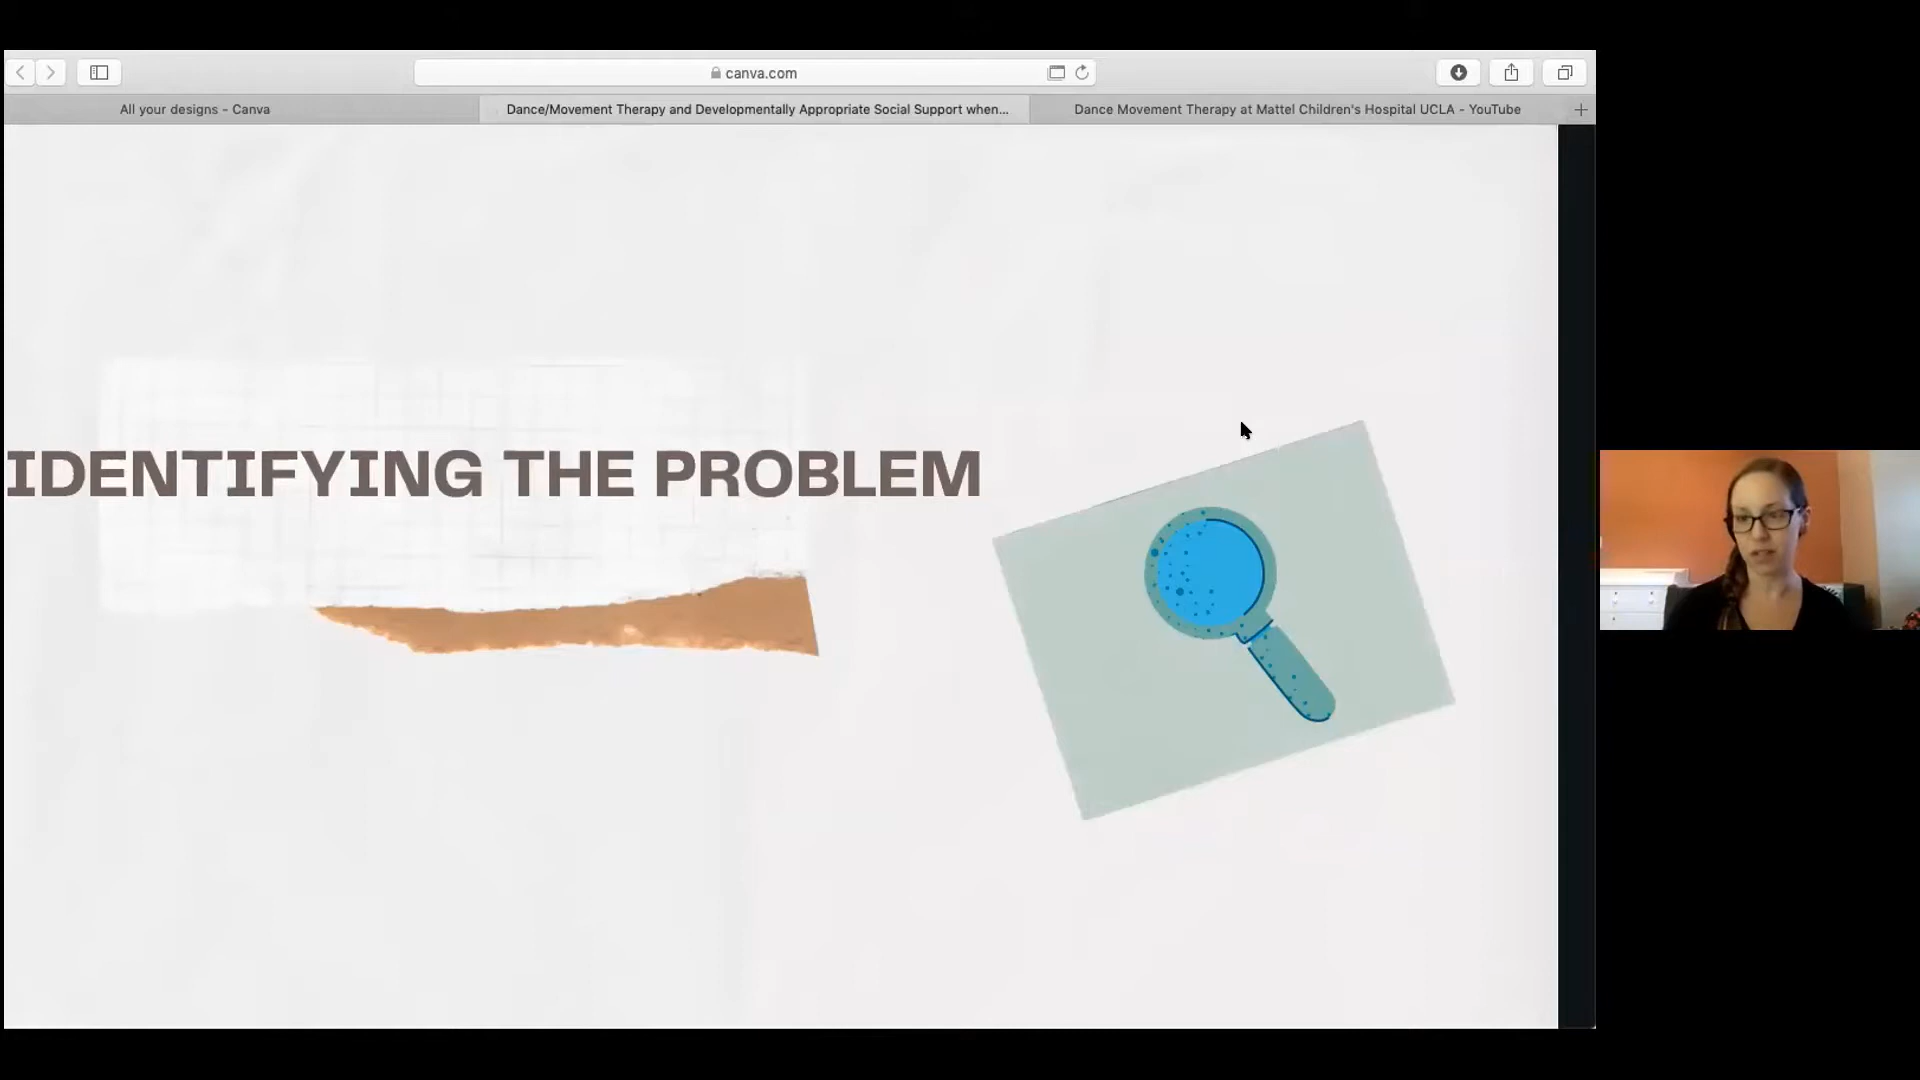 canva.com
All your designs - Canva
Dance/Movement Therapy and Developmentally Appropriate Social Support when...
Dance Movement Therapy at Mattel Children's Hospital UCLA - YouTube
IDENTIFYING THE PROBLEM